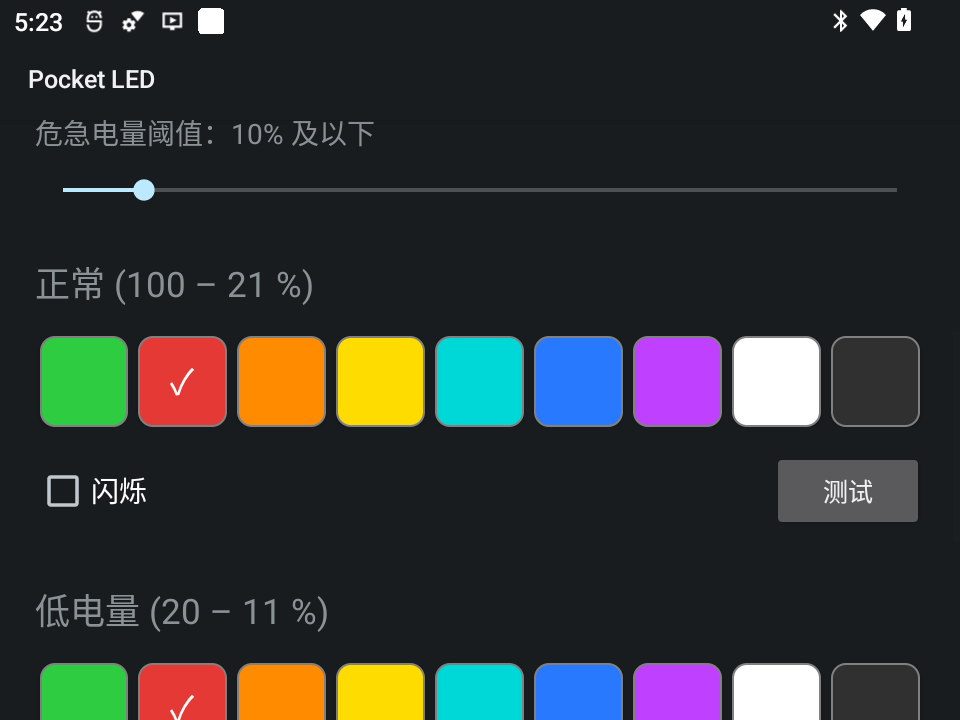 5:23
Pocket LED
危急电量阈值：10% 及以下
正常 (100 – 21 %)
闪烁
测试
低电量 (20 – 11 %)